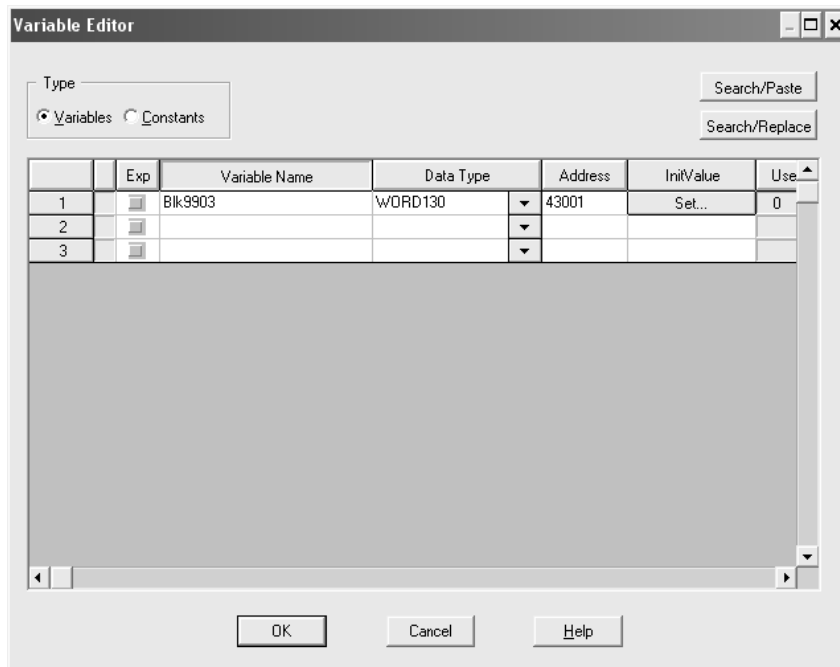 Variable Editor
Type
Variables Constants
Search/Paste
Search/Replace
Exp Variable Name Data Type Address InitValue Use
1 Blk9903 WORD130 43001 Set... 0
2
3
OK Cancel Help